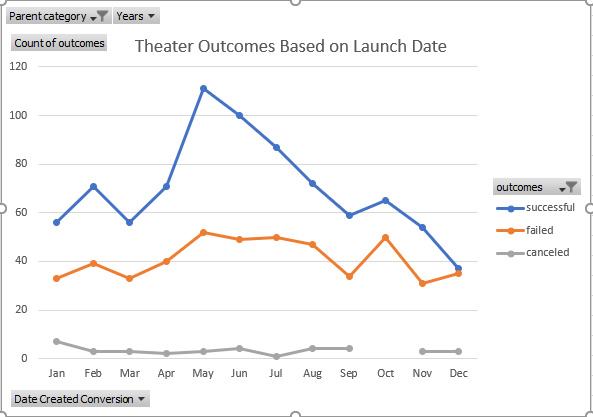 Parent category Years
Count of outcomes
Theater Outcomes Based on Launch Date
120
100
80
60
40
20
0
Jan Feb Mar Apr May Jun Jul Aug Sep Oct Nov Dec
outcomes
successful
failed
canceled
Date Created Conversion